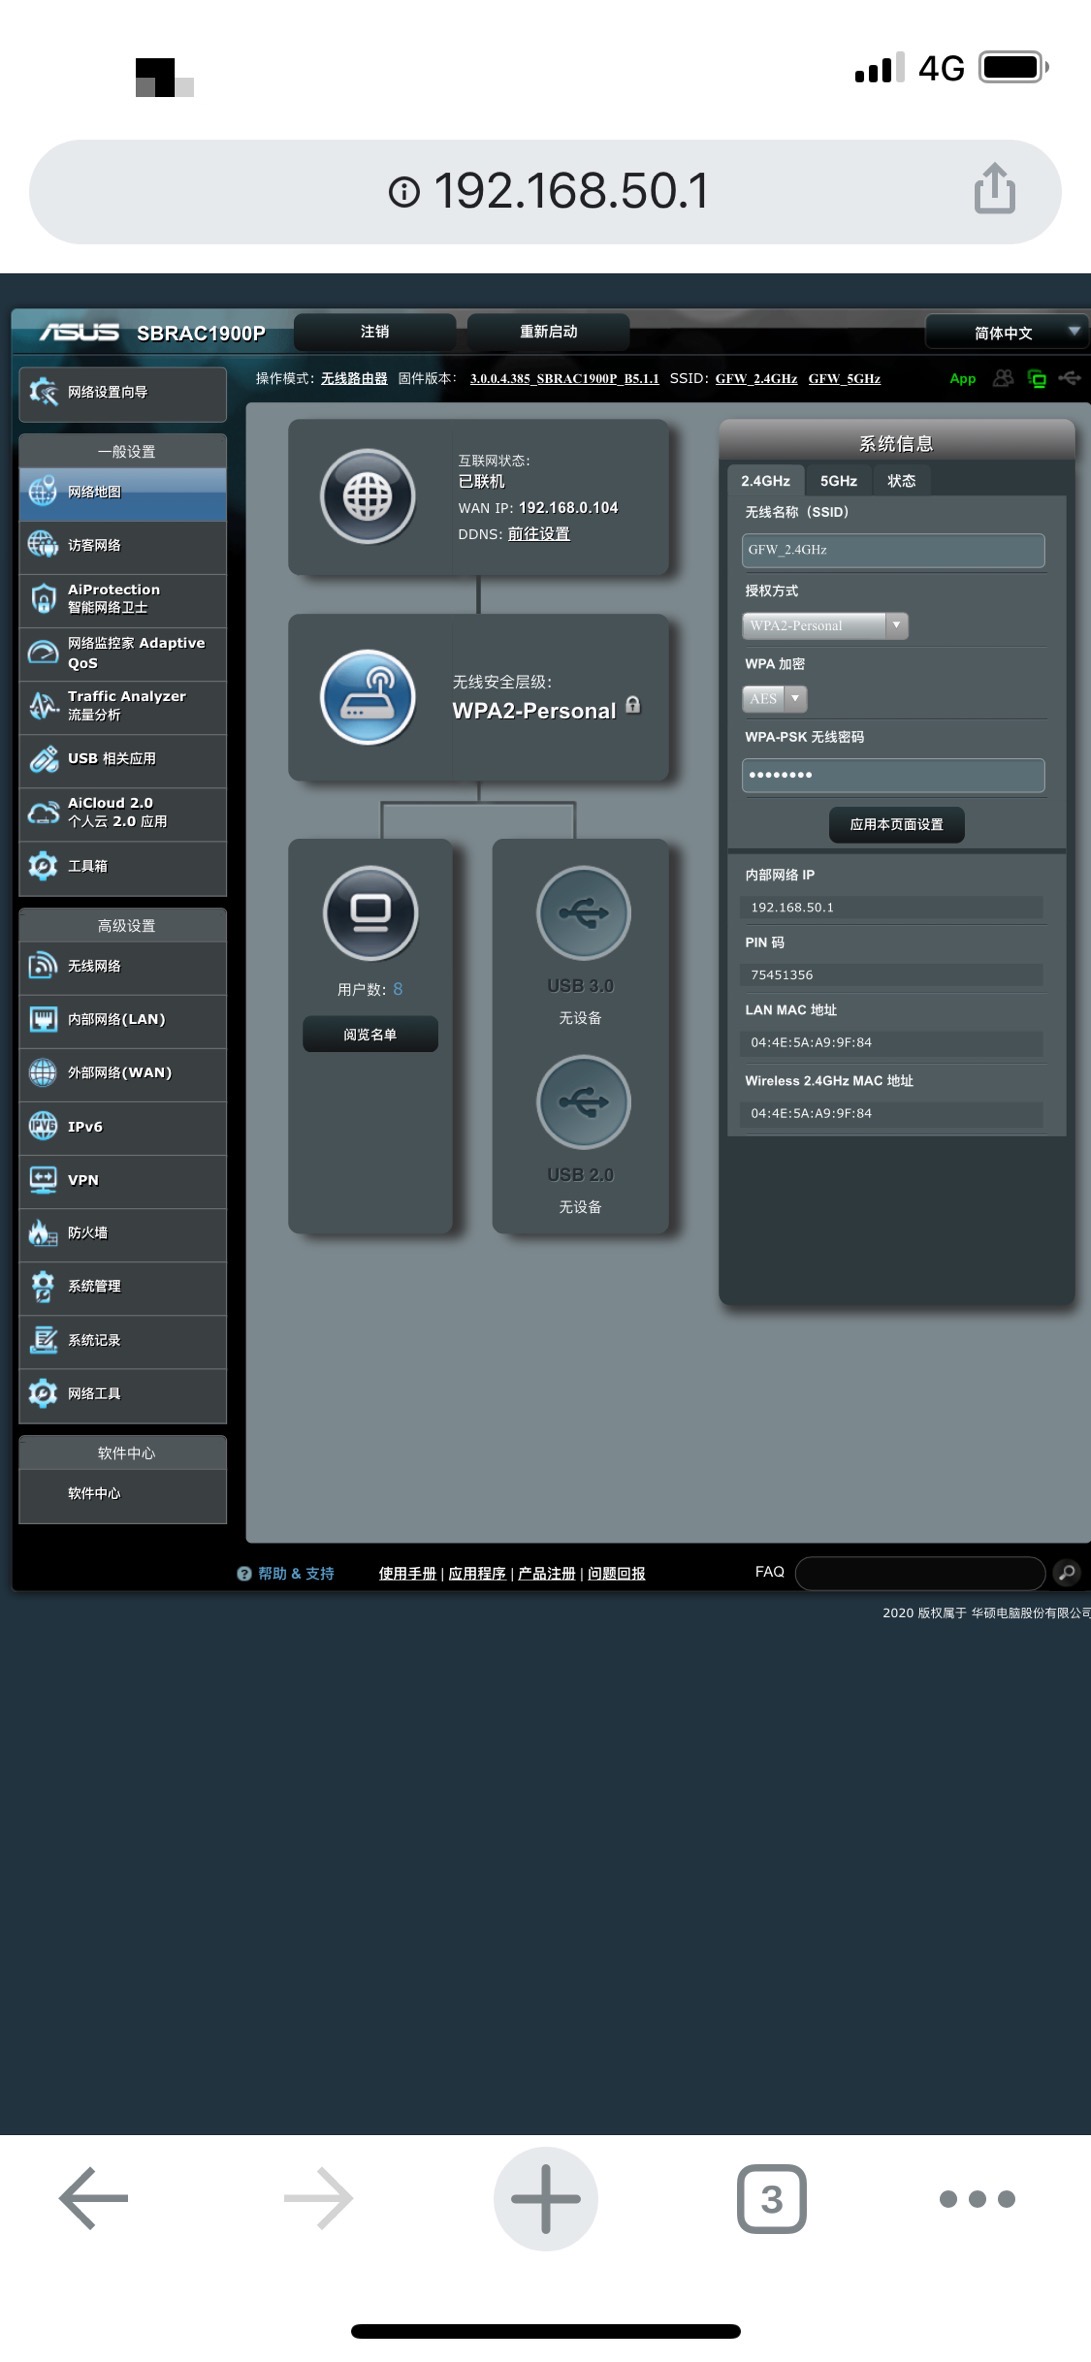 4G
192.168.50.1
ASUS SBRAC1900P 注销 重新启动 简体中文
操作模式: 无线路由器 固件版本: 3.0.0.4.385_SBRAC1900P_B5.1.1 SSID: GFW_2.4GHz GFW_5GHz App
网络设置向导
一般设置
网络地图
访客网络
AiProtection
智能网络卫士
网络监控家 Adaptive
QoS
Traffic Analyzer
流量分析
USB 相关应用
AiCloud 2.0
个人云 2.0 应用
工具箱
高级设置
无线网络
内部网络(LAN)
外部网络(WAN)
IPv6
VPN
防火墙
系统管理
系统记录
网络工具
软件中心
软件中心
互联网状态:
已联机
WAN IP: 192.168.0.104
DDNS: 前往设置
无线安全层级:
WPA2-Personal
用户数: 8
阅览名单
USB 3.0
无设备
USB 2.0
无设备
系统信息
2.4GHz 5GHz 状态
无线名称（SSID）
GFW_2.4GHz
授权方式
WPA2-Personal
WPA 加密
AES
WPA-PSK 无线密码
••••••••
应用本页面设置
内部网络 IP
192.168.50.1
PIN 码
75451356
LAN MAC 地址
04:4E:5A:A9:9F:84
Wireless 2.4GHz MAC 地址
04:4E:5A:A9:9F:84
? 帮助 & 支持 使用手册 | 应用程序 | 产品注册 | 问题回报 FAQ
2020 版权属于 华硕电脑股份有限公司
3